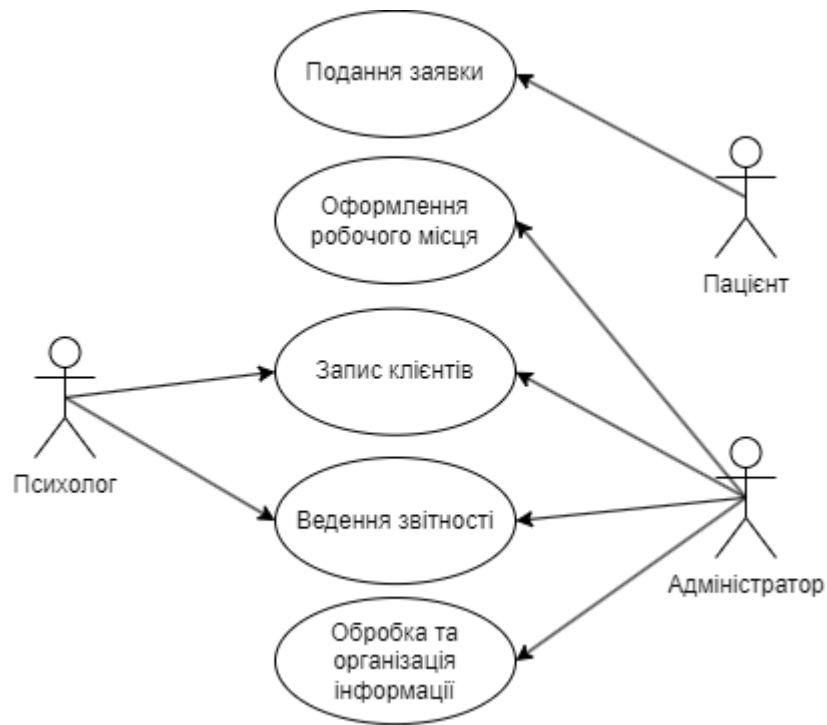 Подання заявки
Оформлення
робочого місця
Пацієнт
Запис клієнтів
Психолог
Ведення звітності
Адміністратор
Обробка та
організація
інформації